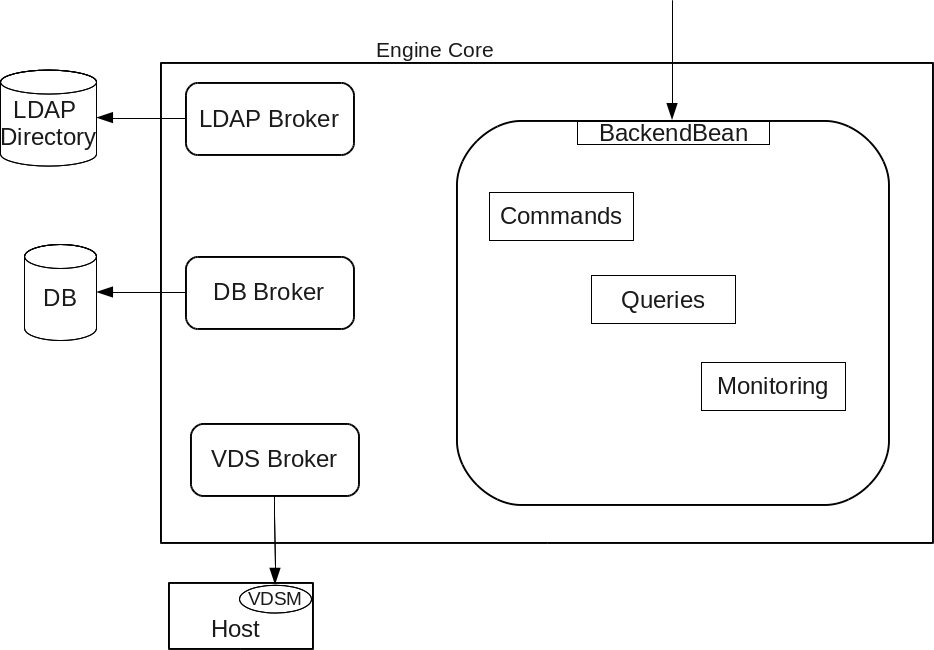 Engine Core
LDAP
Directory
LDAP Broker
BackendBean
Commands
DB
DB Broker
Queries
Monitoring
VDS Broker
VDSM
Host